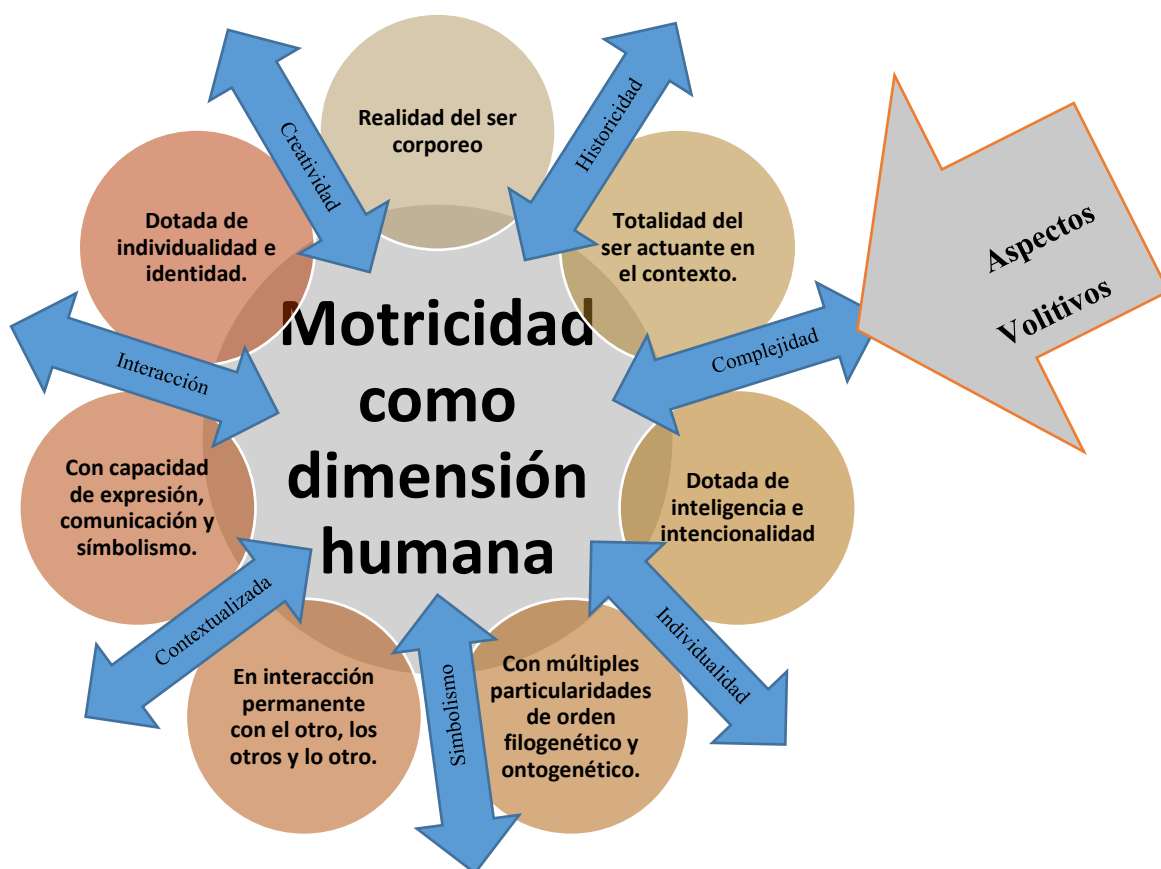 Realidad del ser
corporeo
Historicidad
Totalidad del
ser actuante en
el contexto.
Complejidad
Aspectos
Volitivos
Dotada de
inteligencia e
intencionalidad
Individualidad
Con múltiples
particularidades
de orden
filogenético y
ontogenético.
Simbolismo
En interacción
permanente
con el otro, los
otros y lo otro.
Contextualizada
Con capacidad
de expresión,
comunicación y
símbolismo.
Interacción
Dotada de
individualidad e
identidad.
Creatividad
Motricidad
como
dimensión
humana